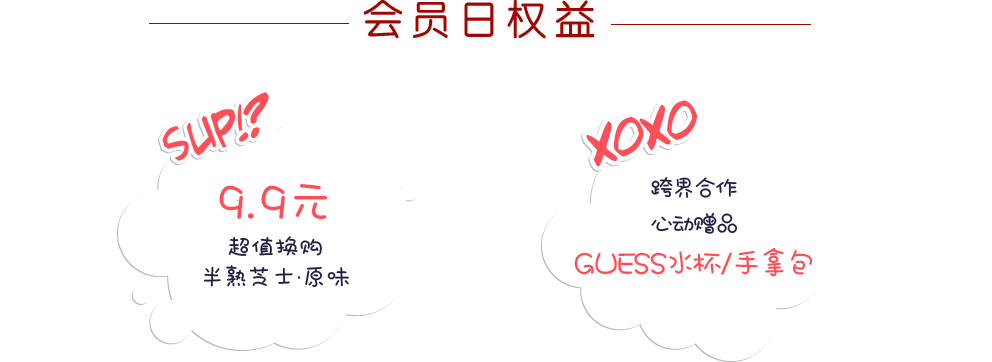 会员日权益
SUP!?
9.9元
超值换购
半熟芝士·原味
XOXO
跨界合作
心动赠品
GUESS水杯/手拿包